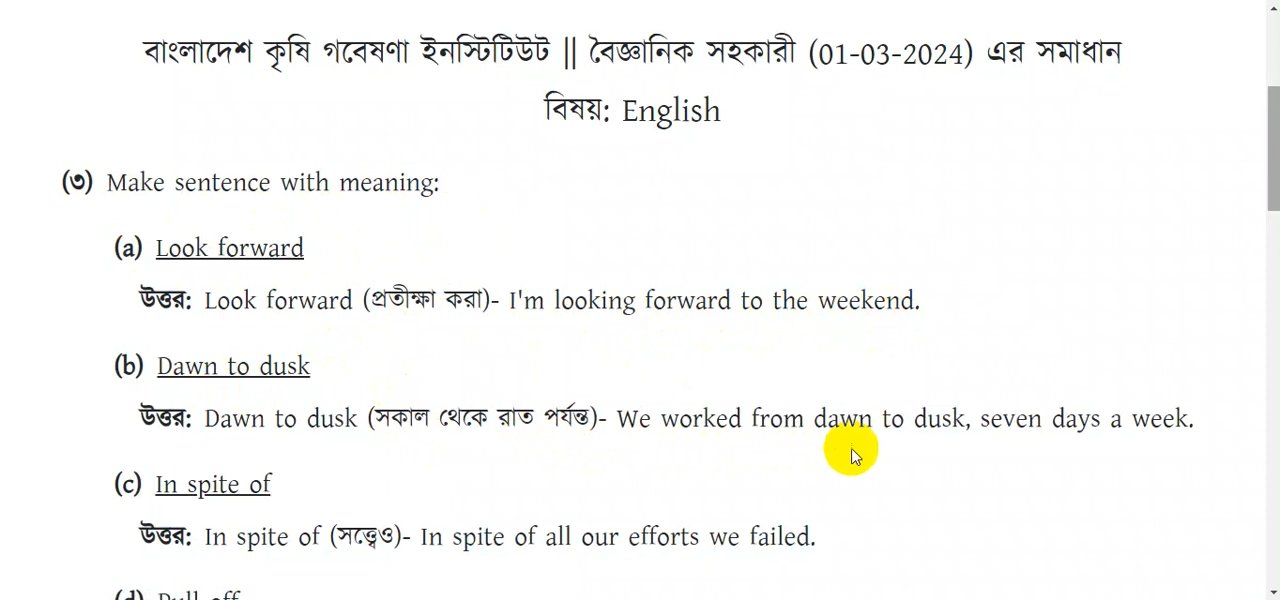 বাংলাদেশ কৃষি গবেষণা ইনস্টিটিউট || বৈজ্ঞানিক সহকারী (01-03-2024) এর সমাধান
বিষয়: English
(৩) Make sentence with meaning:
(a) Look forward
উত্তর: Look forward (প্রতীক্ষা করা)- I'm looking forward to the weekend.
(b) Dawn to dusk
উত্তর: Dawn to dusk (সকাল থেকে রাত পর্যন্ত)- We worked from dawn to dusk, seven days a week.
(c) In spite of
উত্তর: In spite of (সত্ত্বেও)- In spite of all our efforts we failed.
(d) Pull off